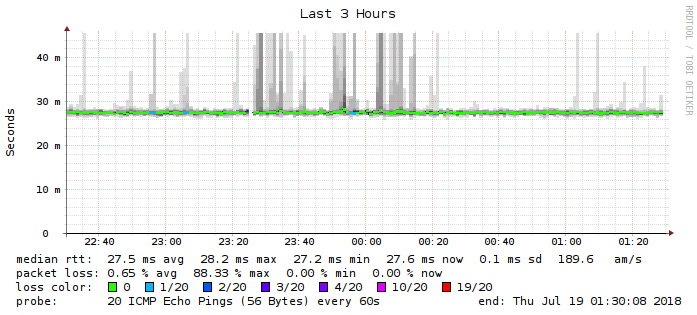 Last 3 Hours
RRDTOOL / TOBI OETIKER
Seconds
40 m
30 m
20 m
10 m
0
22:40 23:00 23:20 23:40 00:00 00:20 00:40 01:00 01:20
median rtt: 27.5 ms avg 28.2 ms max 27.2 ms min 27.6 ms now 0.1 ms sd 189.6 am/s
packet loss: 0.65 % avg 88.33 % max 0.00 % min 0.00 % now
loss color: 0 1/20 2/20 3/20 4/20 10/20 19/20
probe: 20 ICMP Echo Pings (56 Bytes) every 60s end: Thu Jul 19 01:30:08 2018